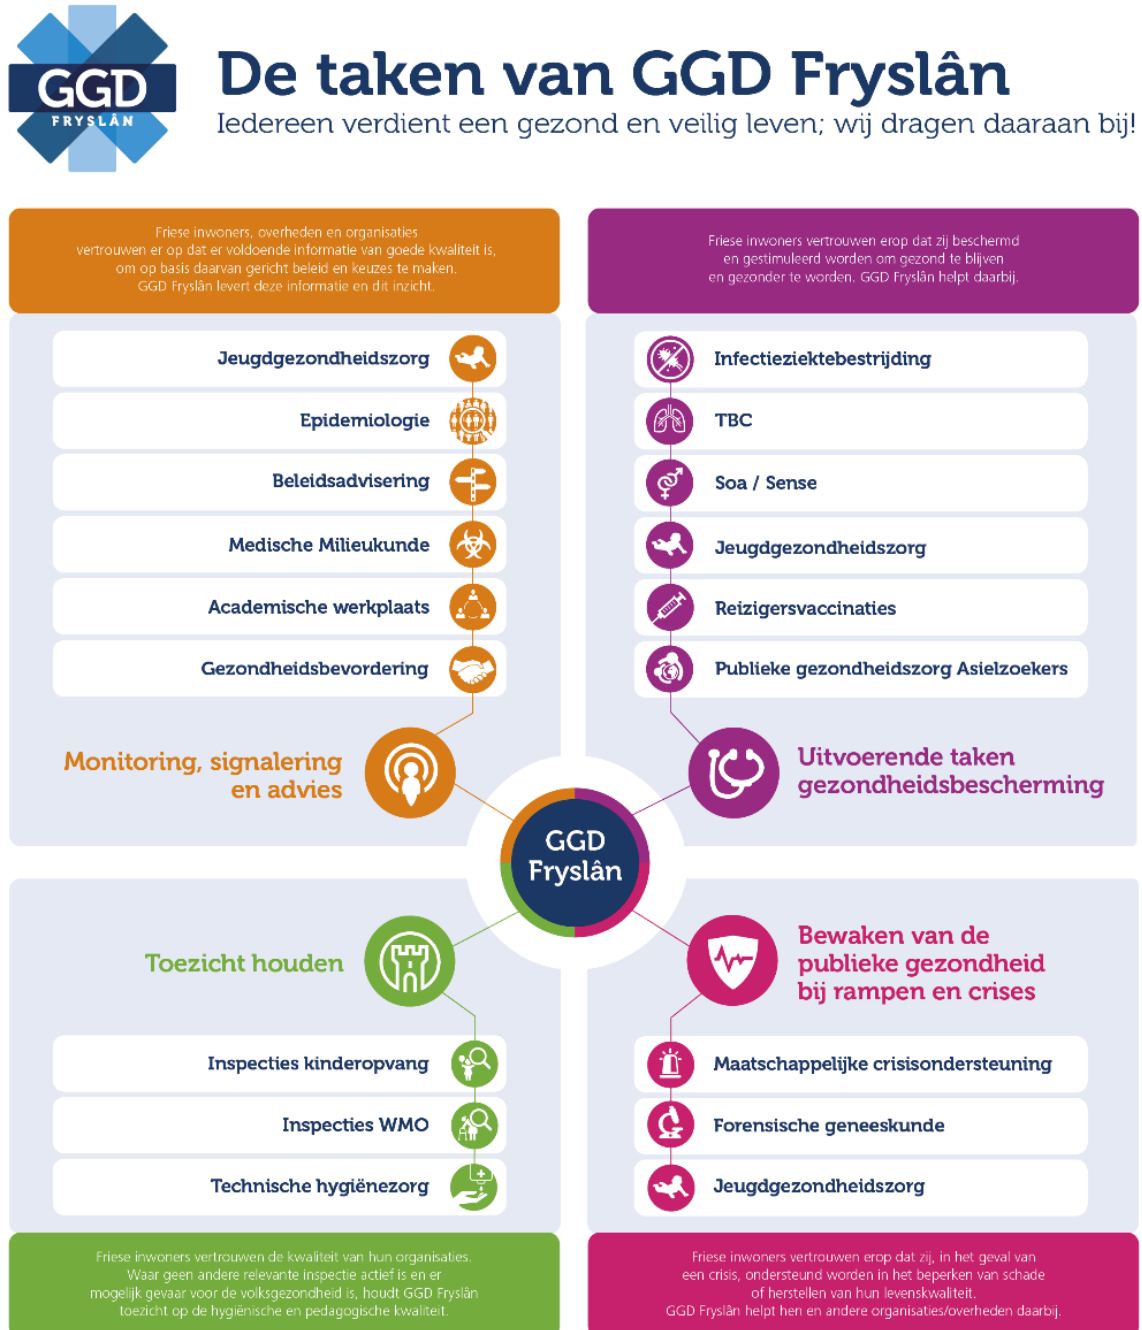 GGD
FRYSLÂN
De taken van GGD Fryslân
Iedereen verdient een gezond en veilig leven; wij dragen daaraan bij!
Friese inwoners, overheden en organisaties
vertrouwen er op dat er voldoende informatie van goede kwaliteit is,
om op basis daarvan gericht beleid en keuzes te maken.
GGD Fryslân levert deze informatie en dit inzicht.
Jeugdgezondheidszorg
Epidemiologie
Beleidsadvisering
Medische Milieukunde
Academische werkplaats
Gezondheidsbevordering
Monitoring, signalering
en advies
Friese inwoners vertrouwen erop dat zij beschermd
en gestimuleerd worden om gezond te blijven
en gezonder te worden. GGD Fryslân helpt daarbij.
Infectieziektebestrijding
TBC
Soa / Sense
Jeugdgezondheidszorg
Reizigersvaccinaties
Publieke gezondheidszorg Asielzoekers
Uitvoerende taken
gezondheidsbescherming
GGD
Fryslân
Toezicht houden
Inspecties kinderopvang
Inspecties WMO
Technische hygiënezorg
Friese inwoners vertrouwen de kwaliteit van hun organisaties.
Waar geen andere relevante inspectie actief is en er
mogelijk gevaar voor de volksgezondheid is, houdt GGD Fryslân
toezicht op de hygiënische en pedagogische kwaliteit.
Bewaken van de
publieke gezondheid
bij rampen en crises
Maatschappelijke crisisondersteuning
Forensische geneeskunde
Jeugdgezondheidszorg
Friese inwoners vertrouwen erop dat zij, in het geval van
een crisis, ondersteund worden in het beperken van schade
of herstellen van hun levenskwaliteit.
GGD Fryslân helpt hen en andere organisaties/overheden daarbij.